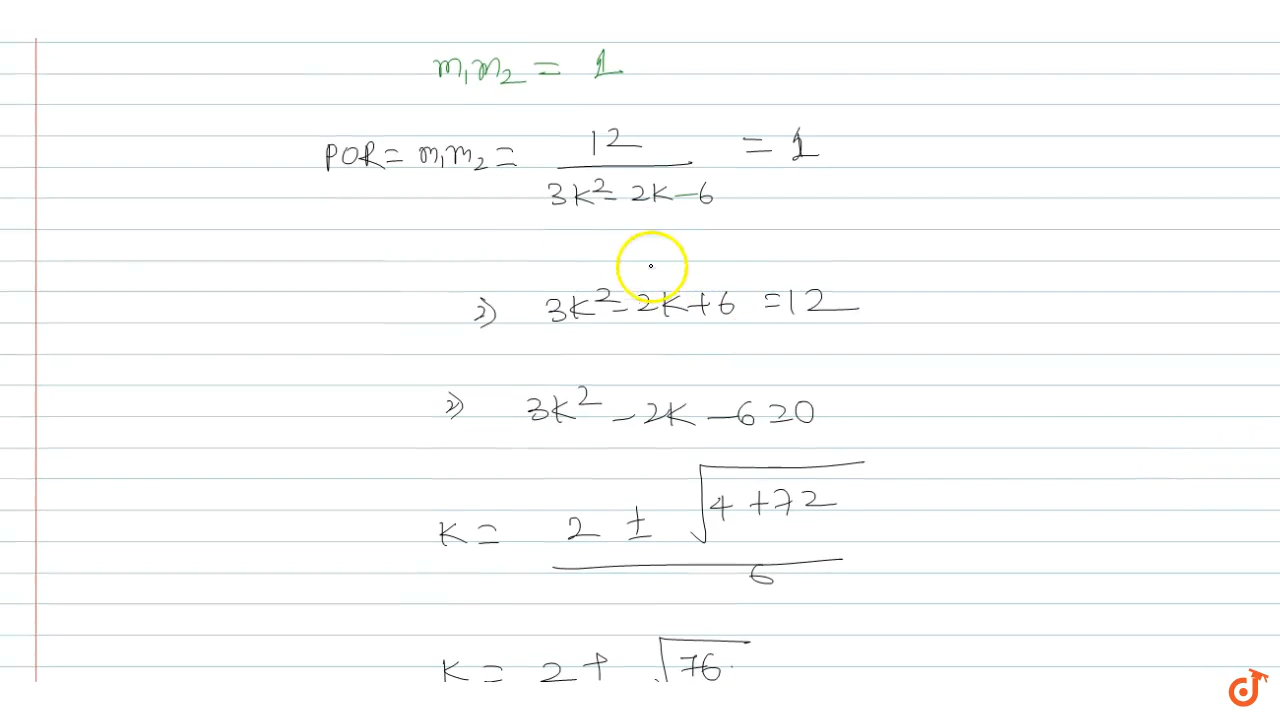 m₁m₂ = 1
POR = m₁m₂ = 12 / (3K² - 2K - 6) = 1
⇒) 3K² - 2K + 6 = 12
⇒) 3K² - 2K - 6 = 0
K = (2 ± √(4 + 72)) / 6
K = 2 ± √76